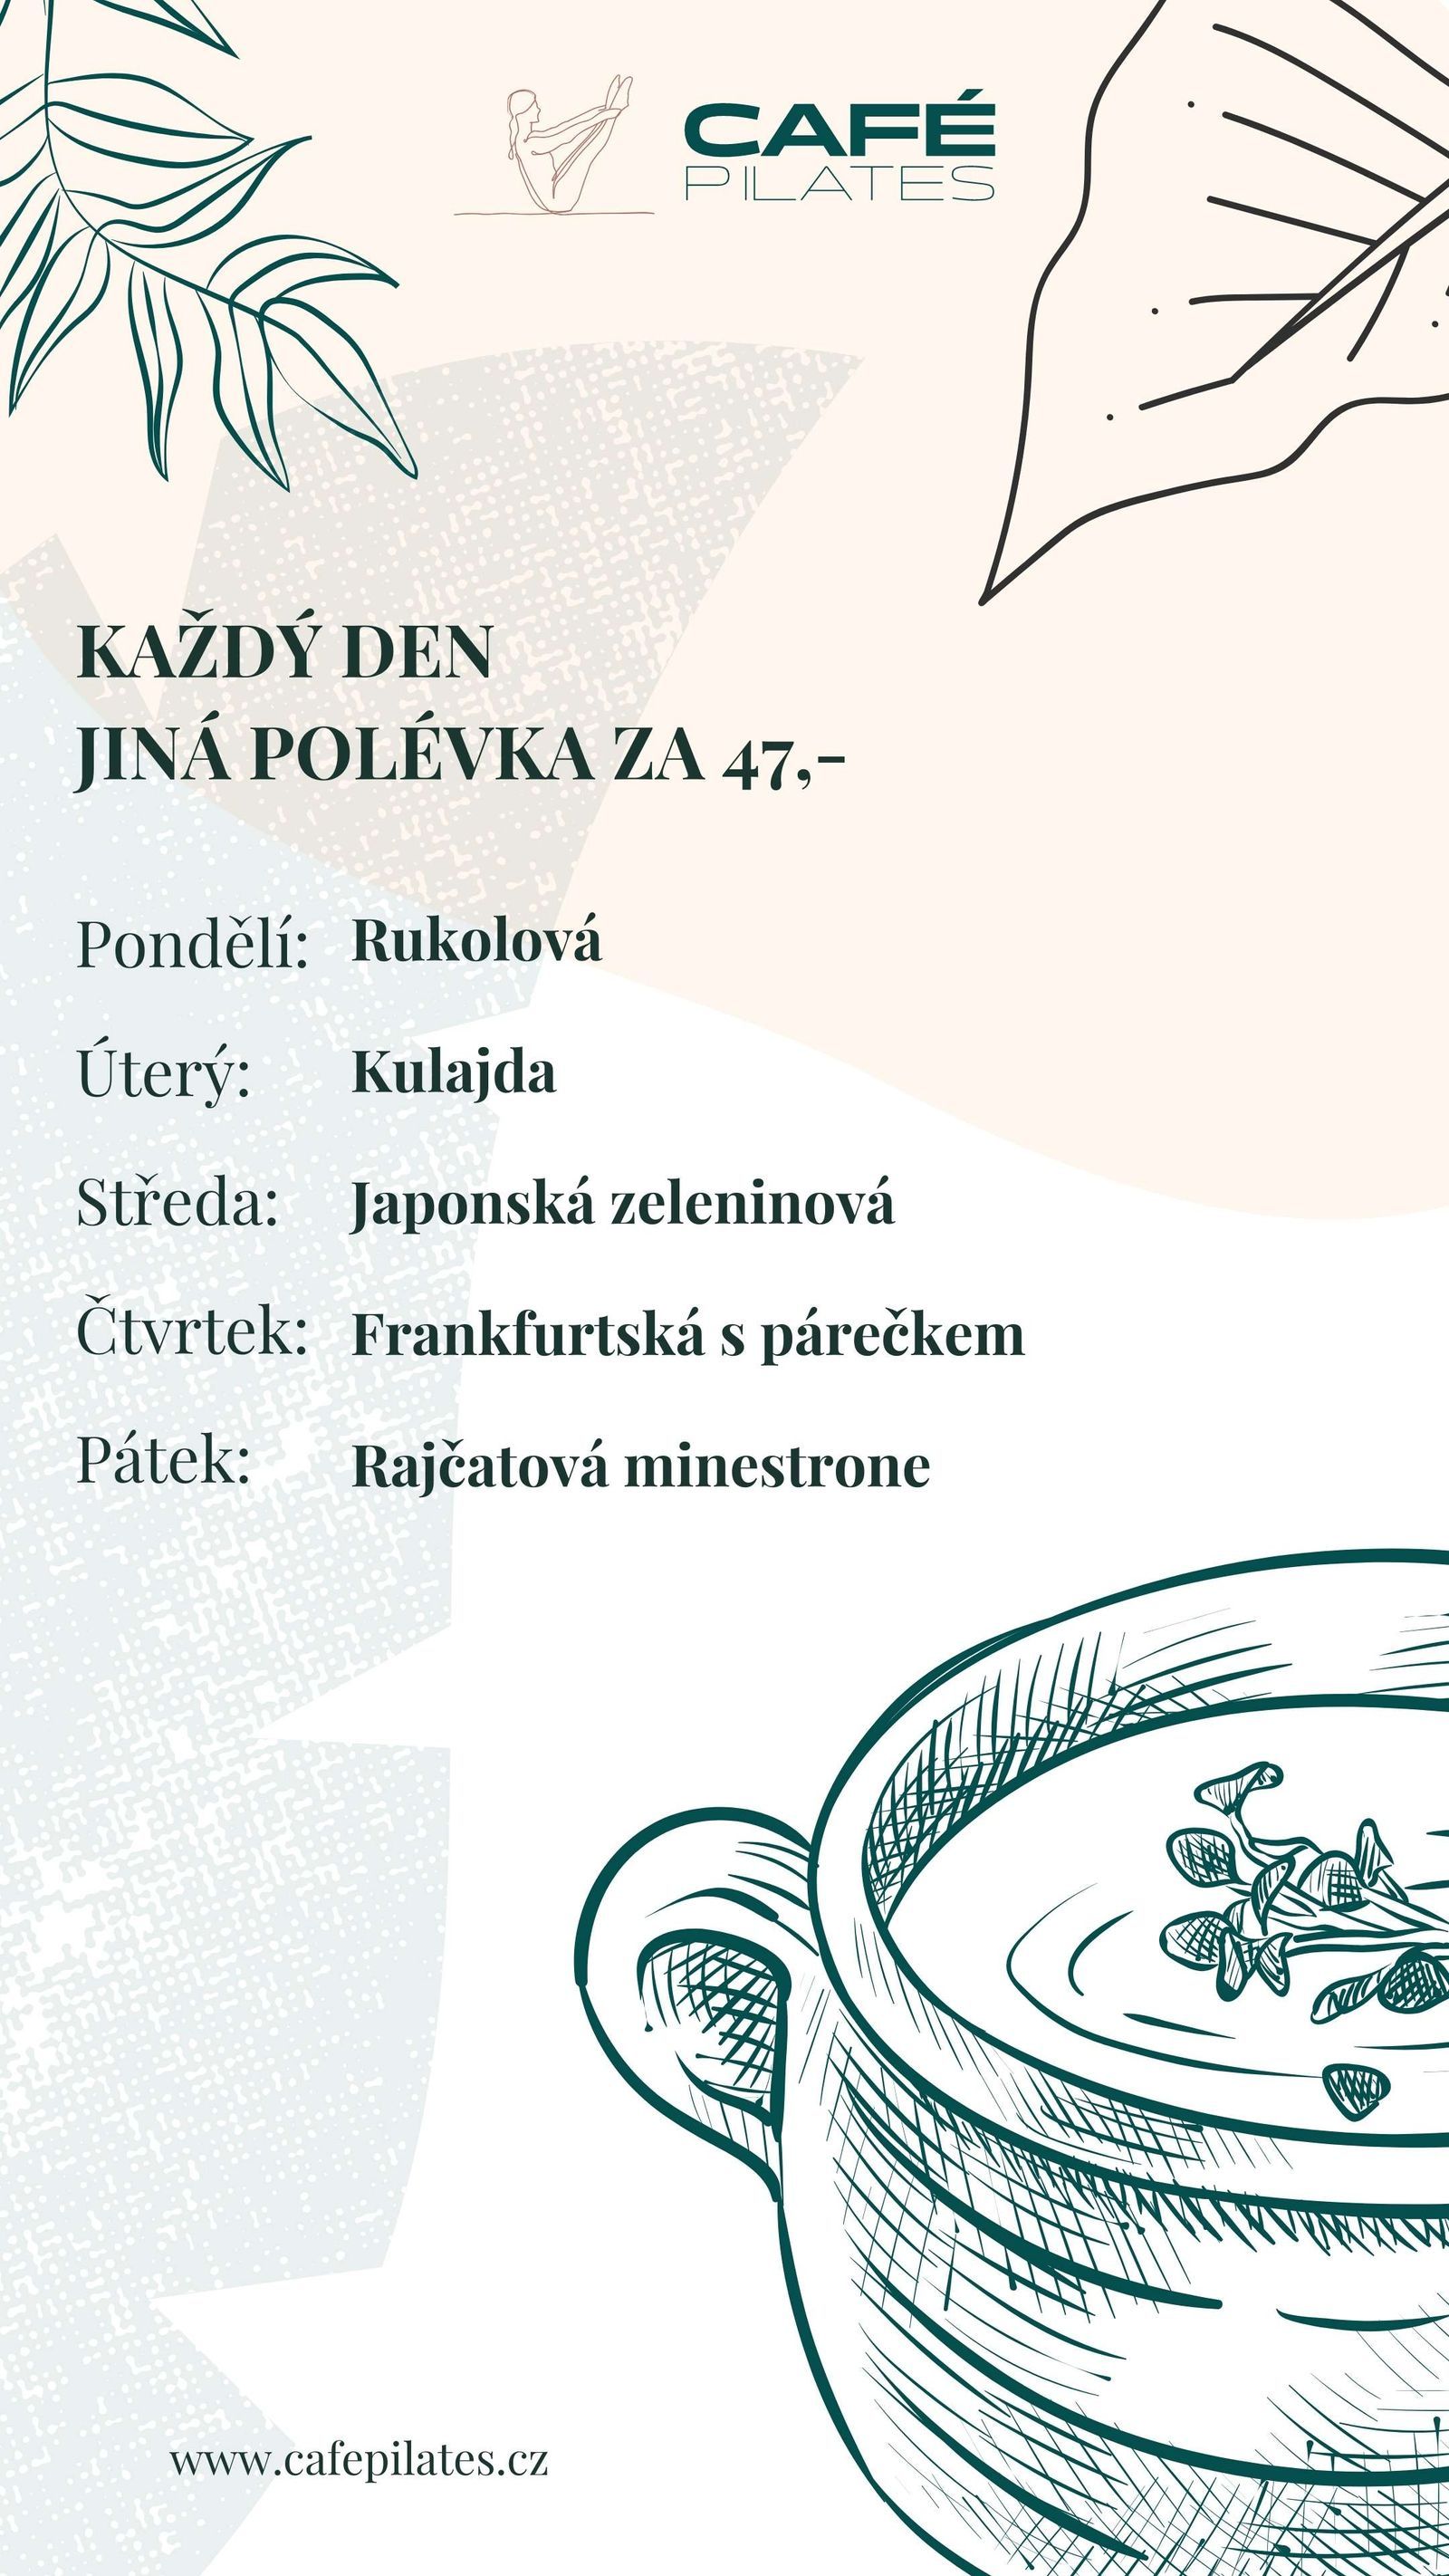 CAFÉ
PILATES
KAŽDÝ DEN
JINÁ POLÉVKA ZA 47,-
Pondělí: Rukolová
Úterý: Kulajda
Středa: Japonská zeleninová
Čtvrtek: Frankfurtská s párečkem
Pátek: Rajčatová minestrone
www.cafepilates.cz